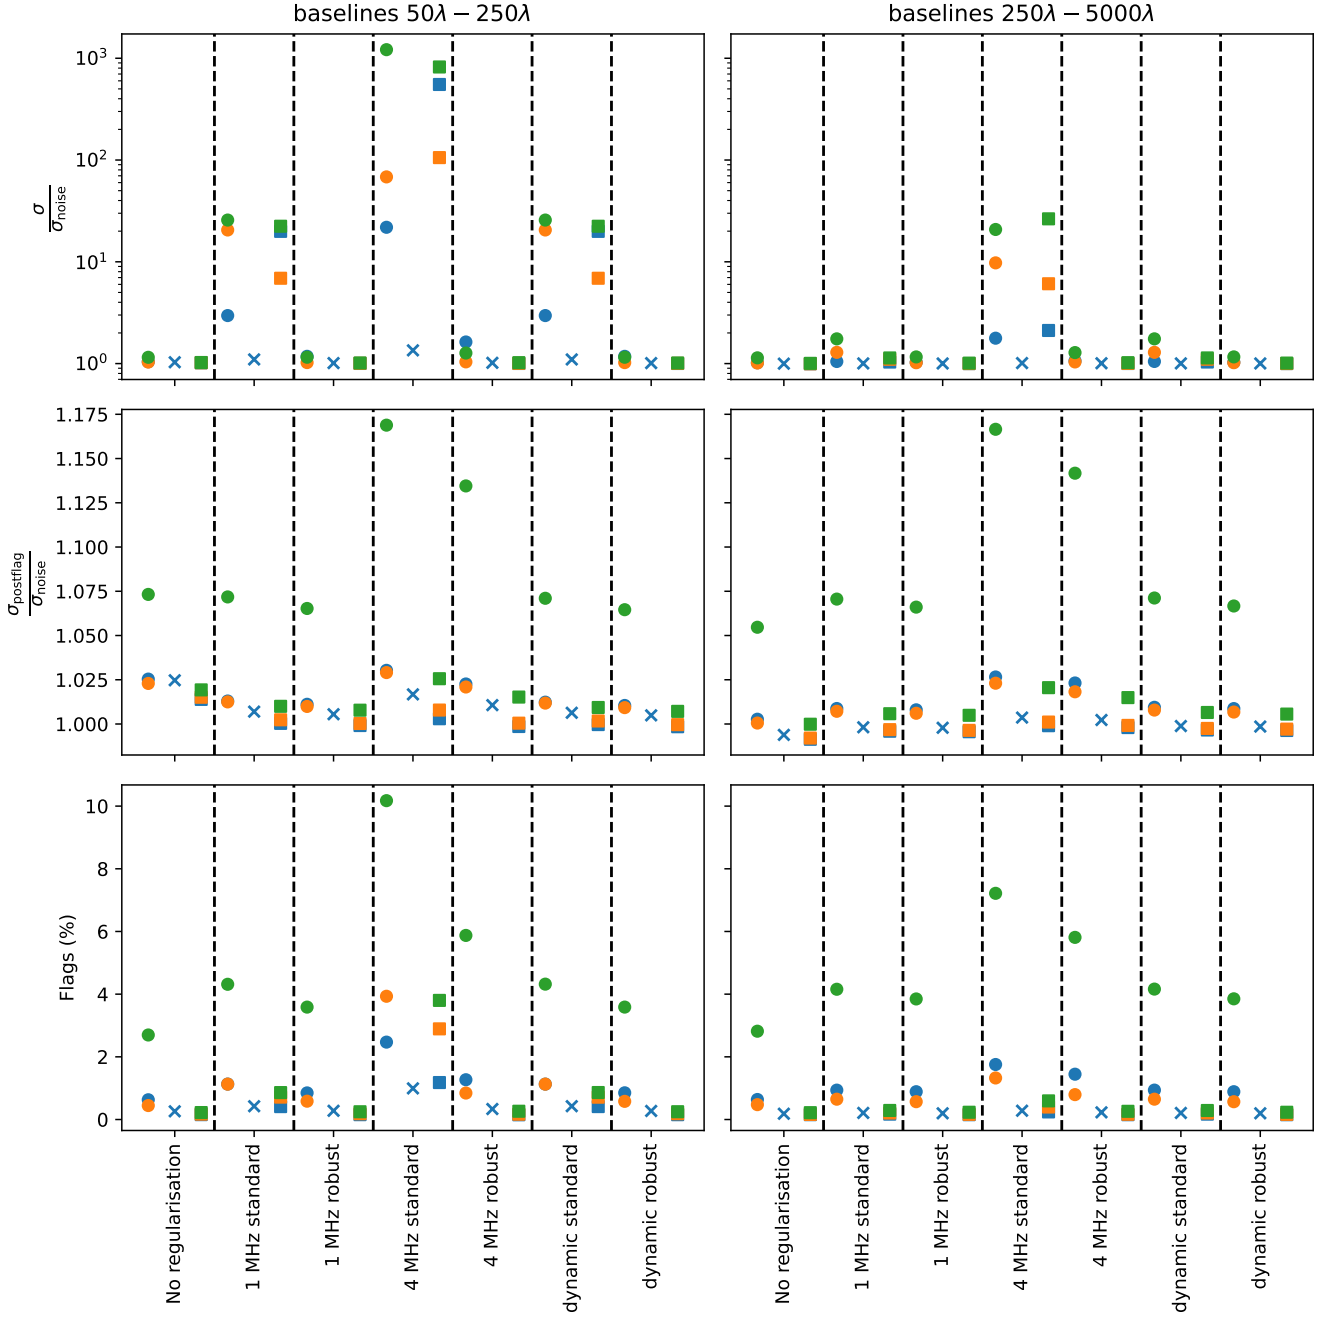 baselines 50λ − 250λ
baselines 250λ − 5000λ
10³
10²
10¹
10⁰
σ
σnoise
1.175
1.150
1.125
1.100
1.075
1.050
1.025
1.000
σpostflag
σnoise
10
8
6
4
2
0
Flags (%)
No regularisation
1 MHz standard
1 MHz robust
4 MHz standard
4 MHz robust
dynamic standard
dynamic robust
No regularisation
1 MHz standard
1 MHz robust
4 MHz standard
4 MHz robust
dynamic standard
dynamic robust